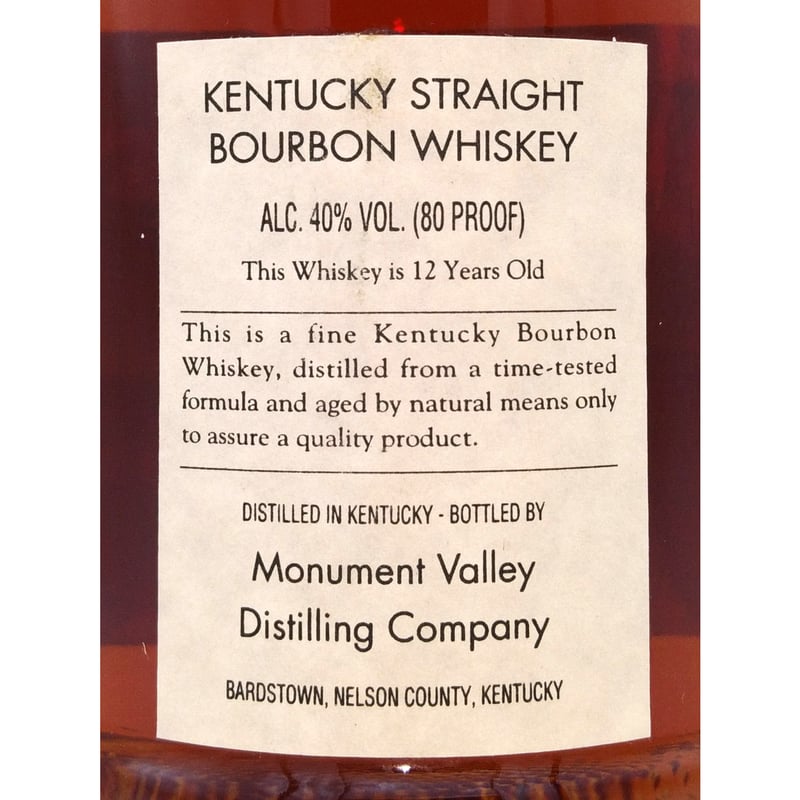 KENTUCKY STRAIGHT
BOURBON WHISKEY
ALC. 40% VOL. (80 PROOF)
This Whiskey is 12 Years Old
This is a fine Kentucky Bourbon
Whiskey, distilled from a time-tested
formula and aged by natural means only
to assure a quality product.
DISTILLED IN KENTUCKY - BOTTLED BY
Monument Valley
Distilling Company
BARDSTOWN, NELSON COUNTY, KENTUCKY